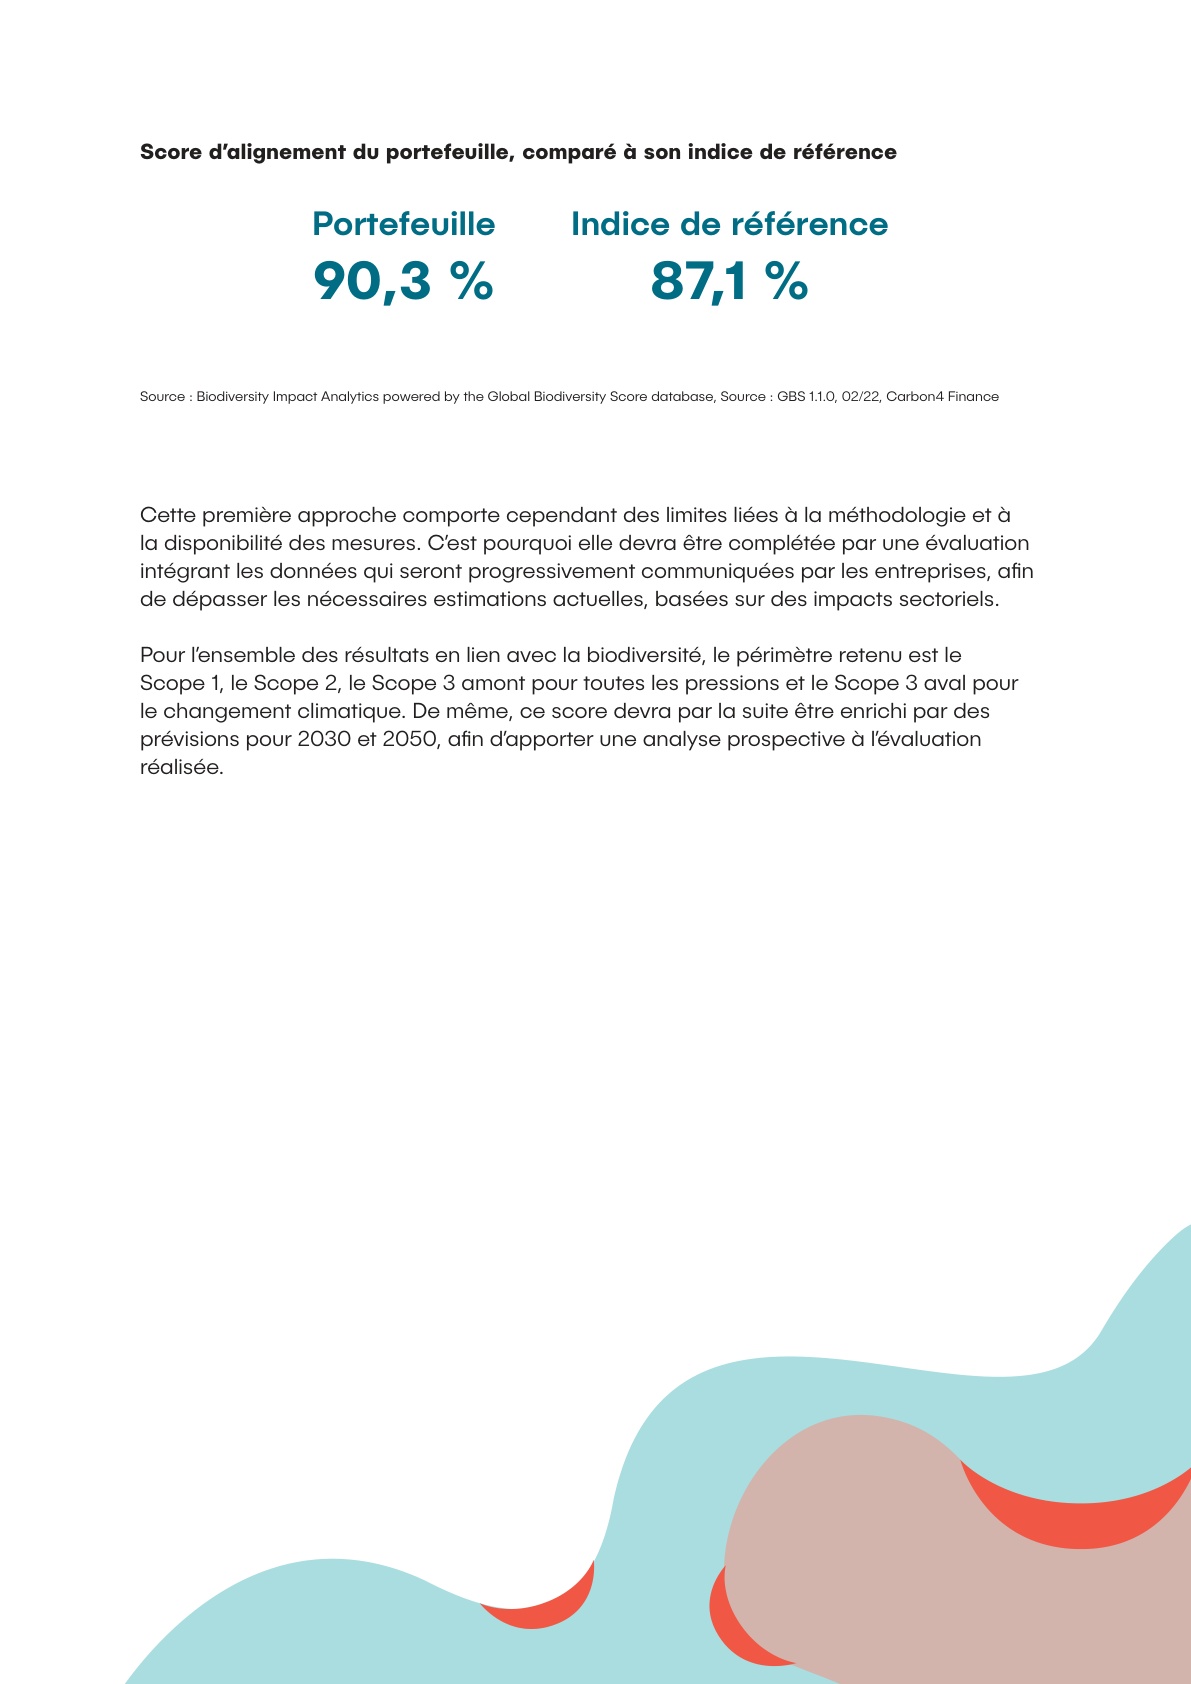 Score d’alignement du portefeuille, comparé à son indice de référence
Portefeuille
90,3 %
Indice de référence
87,1 %
Source : Biodiversity Impact Analytics powered by the Global Biodiversity Score database, Source : GBS 1.1.0, 02/22, Carbon4 Finance
Cette première approche comporte cependant des limites liées à la méthodologie et à
la disponibilité des mesures. C’est pourquoi elle devra être complétée par une évaluation
intégrant les données qui seront progressivement communiquées par les entreprises, afin
de dépasser les nécessaires estimations actuelles, basées sur des impacts sectoriels.
Pour l’ensemble des résultats en lien avec la biodiversité, le périmètre retenu est le
Scope 1, le Scope 2, le Scope 3 amont pour toutes les pressions et le Scope 3 aval pour
le changement climatique. De même, ce score devra par la suite être enrichi par des
prévisions pour 2030 et 2050, afin d’apporter une analyse prospective à l’évaluation
réalisée.